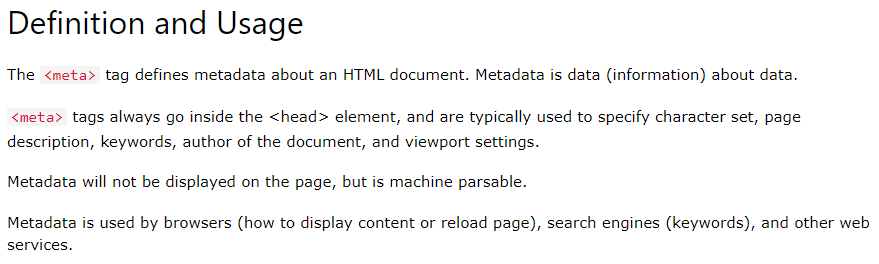 Definition and Usage
The <meta> tag defines metadata about an HTML document. Metadata is data (information) about data.
<meta> tags always go inside the <head> element, and are typically used to specify character set, page
description, keywords, author of the document, and viewport settings.
Metadata will not be displayed on the page, but is machine parsable.
Metadata is used by browsers (how to display content or reload page), search engines (keywords), and other web
services.